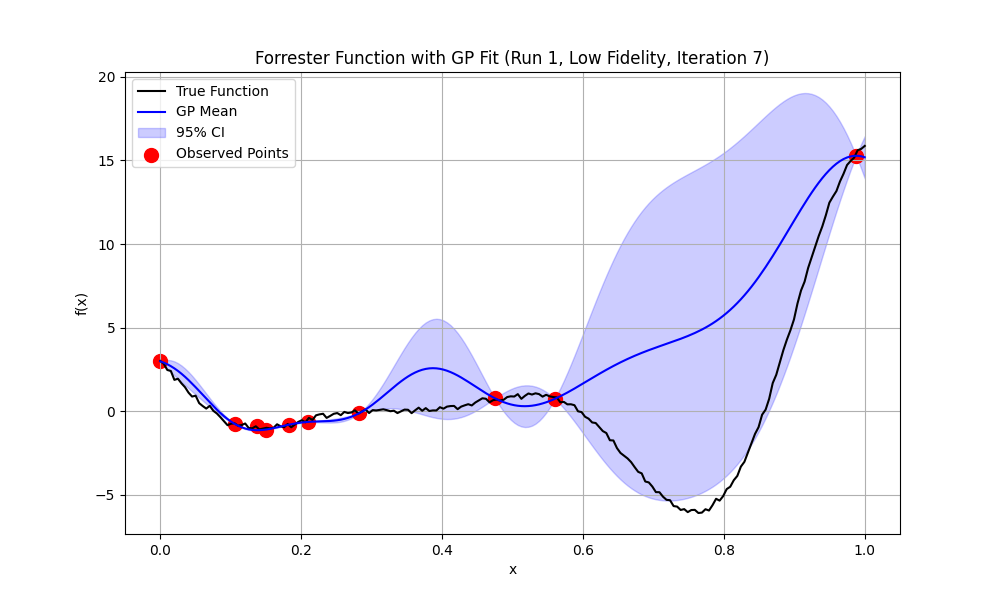 Forrester Function with GP Fit (Run 1, Low Fidelity, Iteration 7)
True Function
GP Mean
95% CI
Observed Points
f(x)
20
15
10
5
0
−5
0.0 0.2 0.4 0.6 0.8 1.0
x